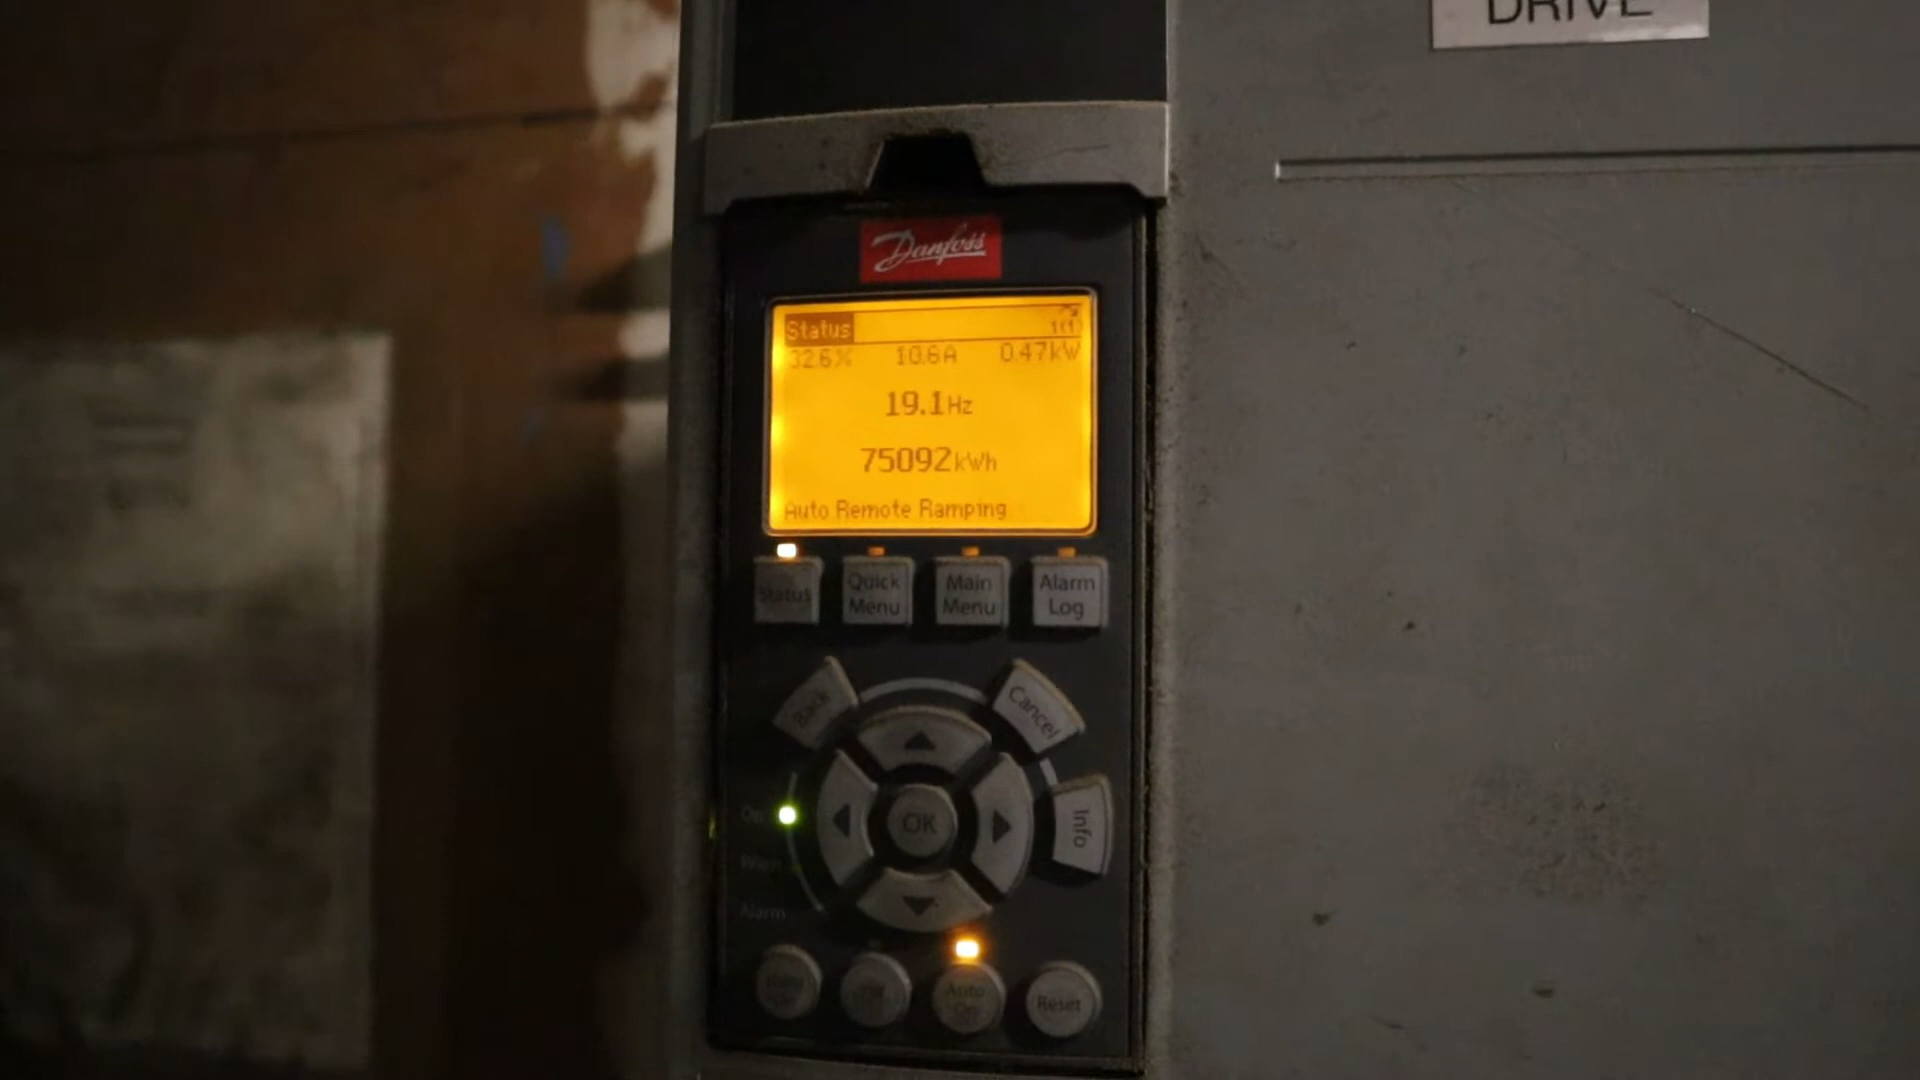 DRIVE
Danfoss
Status
1(1)
32.6% 10.6A 0.47kW
19.1Hz
75092kWh
Auto Remote Ramping
Status
Quick Menu
Main Menu
Alarm Log
Back
Cancel
OK
Info
On
Alarm
Auto On
Reset